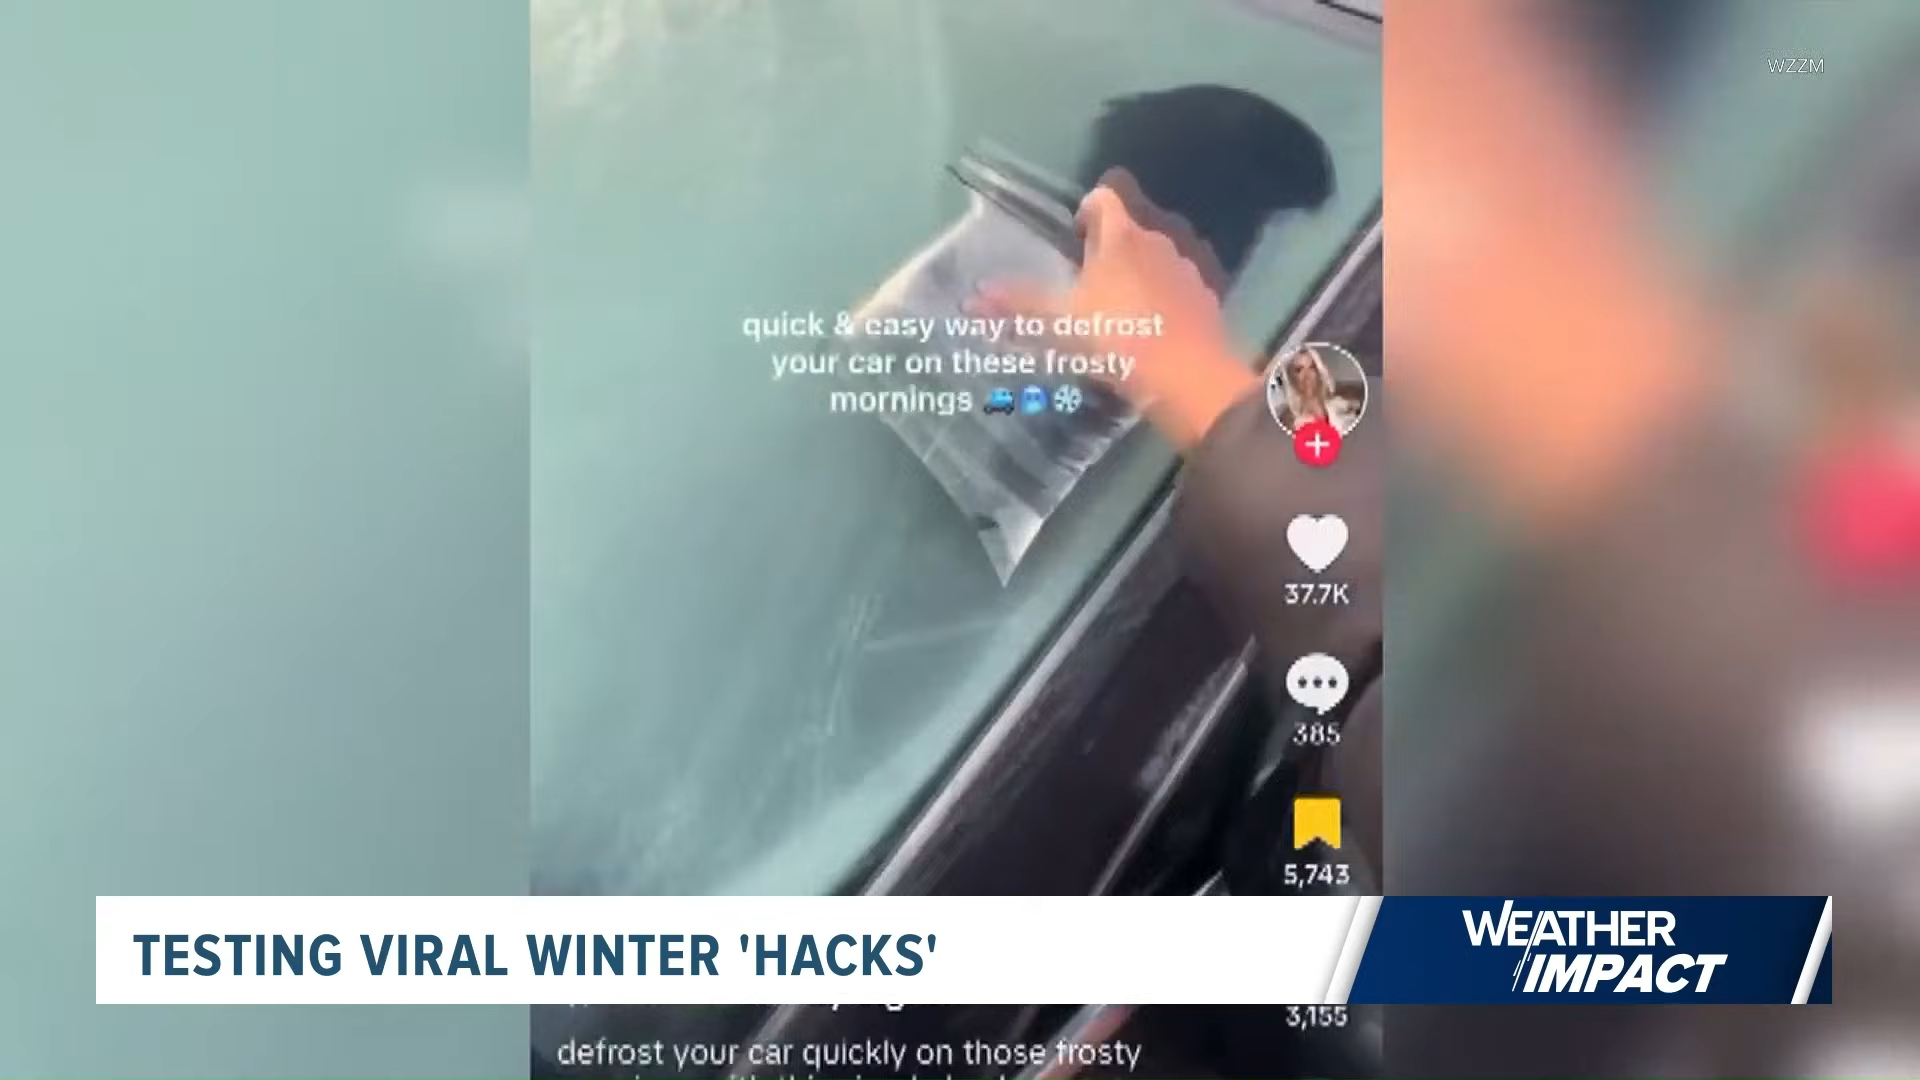 WZZM
quick & easy way to defrost
your car on these frosty
mornings
37.7K
385
5,743
TESTING VIRAL WINTER 'HACKS'
WEATHER
IMPACT
3,155
defrost your car quickly on those frosty